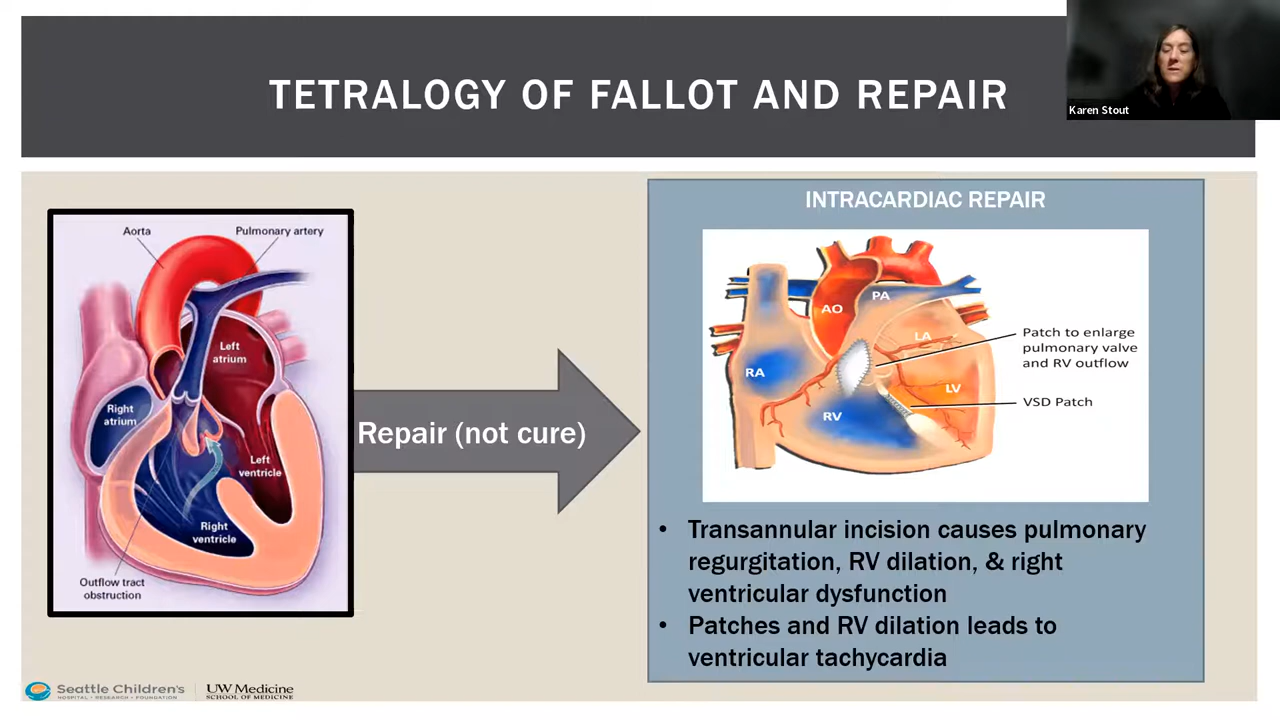 TETRALOGY OF FALLOT AND REPAIR
Karen Stout
Aorta
Pulmonary artery
Left
atrium
Right
atrium
Left
ventricle
Right
ventricle
Outflow tract
obstruction
Repair (not cure)
INTRACARDIAC REPAIR
AO
PA
LA
RA
LV
RV
Patch to enlarge
pulmonary valve
and RV outflow
VSD Patch
• Transannular incision causes pulmonary
regurgitation, RV dilation, & right
ventricular dysfunction
• Patches and RV dilation leads to
ventricular tachycardia
Seattle Children's
HOSPITAL • RESEARCH • FOUNDATION
UW Medicine
SCHOOL OF MEDICINE